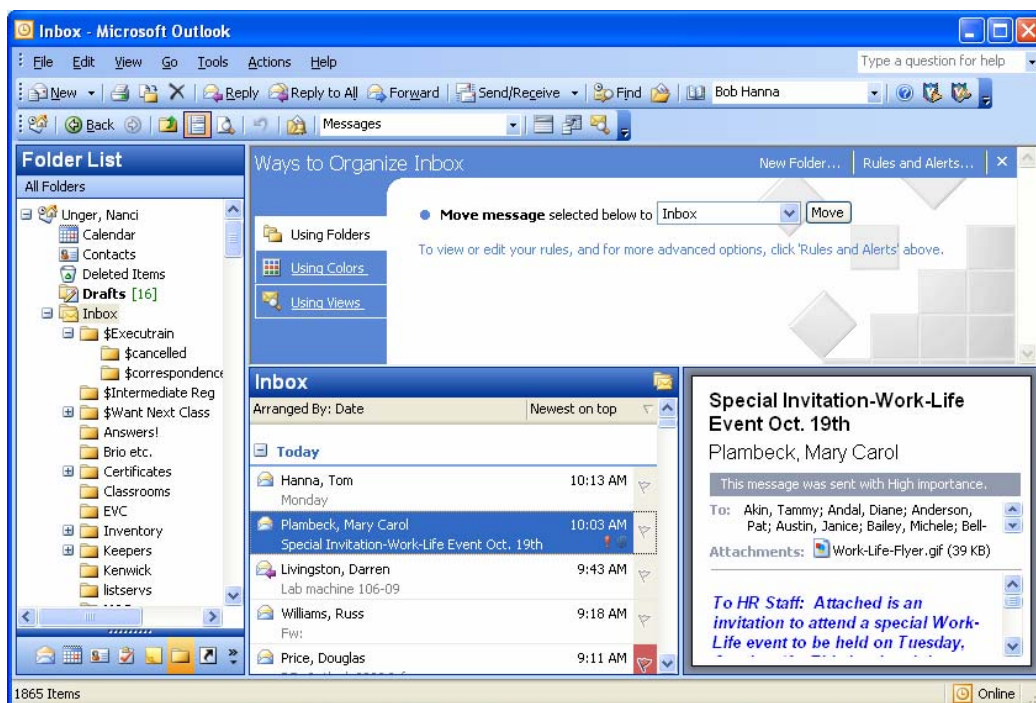 Inbox - Microsoft Outlook
File Edit View Go Tools Actions Help
Type a question for help
New Reply Reply to All Forward Send/Receive Find Bob Hanna
Back Messages
Folder List
All Folders
Unger, Nanci
Calendar
Contacts
Deleted Items
Drafts [16]
Inbox
$Executrain
$cancelled
$correspondence
$Intermediate Reg
$Want Next Class
Answers!
Brio etc.
Certificates
Classrooms
EVC
Inventory
Keepers
Kenwick
listservs
Ways to Organize Inbox
New Folder... Rules and Alerts...
Using Folders
Using Colors
Using Views
Move message selected below to Inbox Move
To view or edit your rules, and for more advanced options, click 'Rules and Alerts' above.
Inbox
Arranged By: Date Newest on top
Today
Hanna, Tom 10:13 AM
Monday
Plambeck, Mary Carol 10:03 AM
Special Invitation-Work-Life Event Oct. 19th
Livingston, Darren 9:43 AM
Lab machine 106-09
Williams, Russ 9:18 AM
Fw:
Price, Douglas 9:11 AM
Special Invitation-Work-Life
Event Oct. 19th
Plambeck, Mary Carol
This message was sent with High importance.
To: Akin, Tammy; Andal, Diane; Anderson,
Pat; Austin, Janice; Bailey, Michele; Bell-
Attachments: Work-Life-Flyer.gif (39 KB)
To HR Staff: Attached is an
invitation to attend a special Work-
Life event to be held on Tuesday,
1865 Items
Online